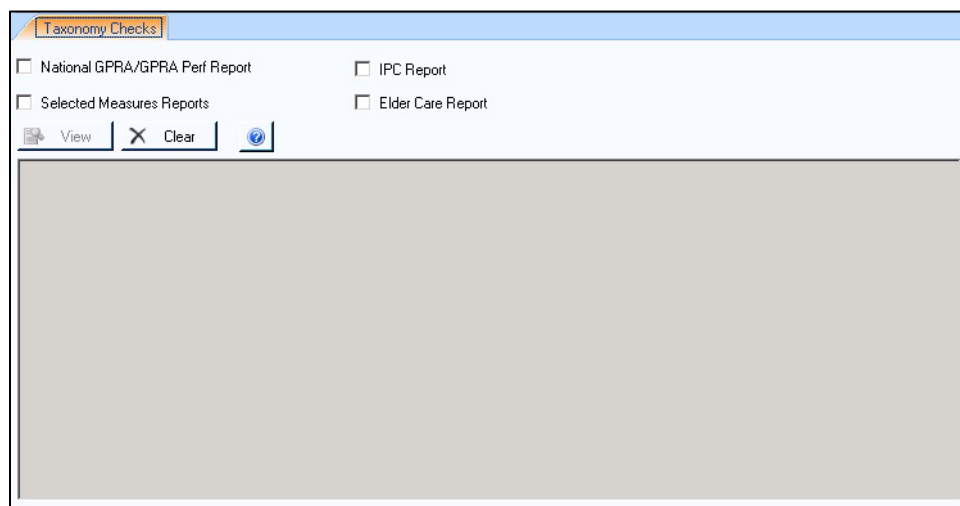 Taxonomy Checks
National GPRA/GPRA Perf Report
IPC Report
Selected Measures Reports
Elder Care Report
View
Clear
?